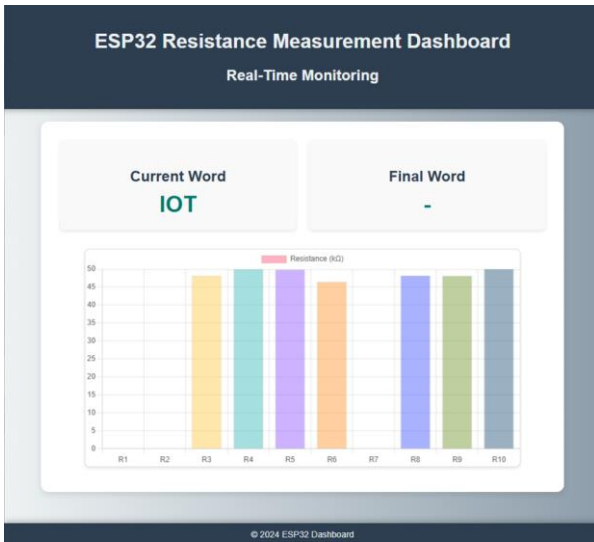 ESP32 Resistance Measurement Dashboard
Real-Time Monitoring
Current Word
IOT
Final Word
-
Resistance (kΩ)
50
45
40
35
30
25
20
15
10
5
0
R1 R2 R3 R4 R5 R6 R7 R8 R9 R10
© 2024 ESP32 Dashboard